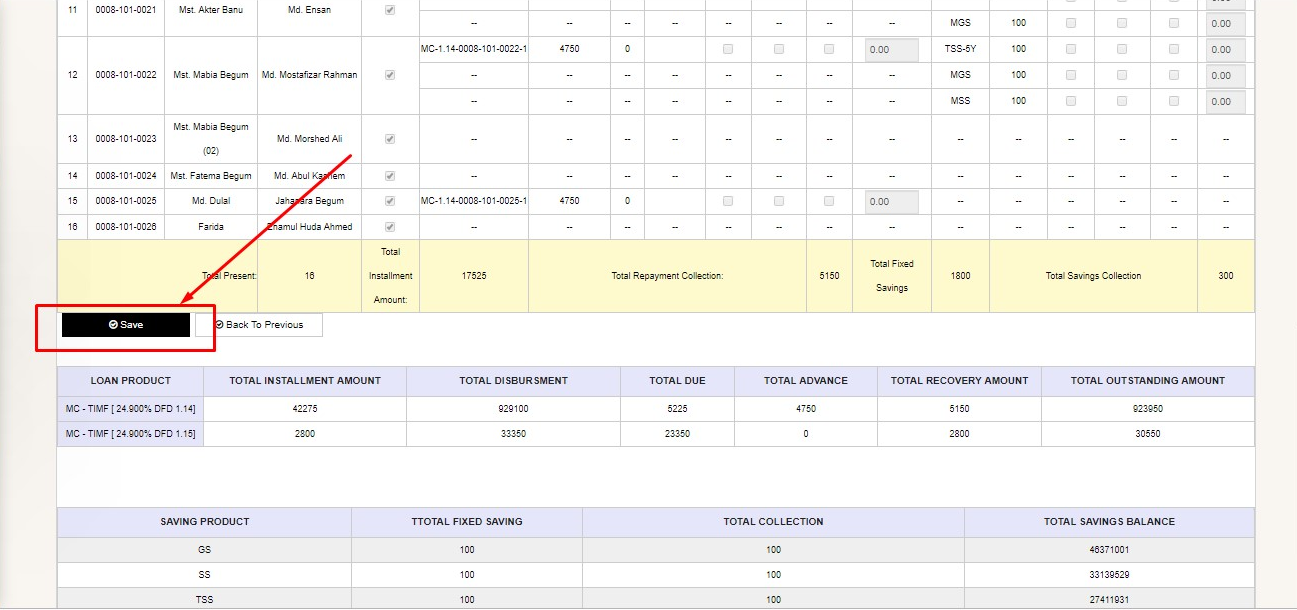 11 0008-101-0021 Mst. Akter Banu Md. Ensan
-- -- -- -- -- -- -- -- MGS 100 0.00
12 0008-101-0022 Mst. Mabia Begum Md. Mostafizar Rahman
MC-1.14-0008-101-0022-1 4750 0 0.00 TSS-5Y 100 0.00
-- -- -- -- -- -- -- -- MGS 100 0.00
-- -- -- -- -- -- -- -- MSS 100 0.00
13 0008-101-0023 Mst. Mabia Begum (02) Md. Morshed Ali -- -- -- -- -- -- -- -- -- -- -- -- -- --
14 0008-101-0024 Mst. Fatema Begum Md. Abul Kashem -- -- -- -- -- -- -- -- -- -- -- -- -- --
15 0008-101-0025 Md. Dulal Jahanara Begum MC-1.14-0008-101-0025-1 4750 0 0.00 -- -- -- -- -- --
16 0008-101-0026 Farida Enamul Huda Ahmed -- -- -- -- -- -- -- -- -- -- -- -- -- --
Total Present: 16 Total Installment Amount: 17525 Total Repayment Collection: 5150 Total Fixed Savings 1800 Total Savings Collection 300
Save Back To Previous
LOAN PRODUCT TOTAL INSTALLMENT AMOUNT TOTAL DISBURSMENT TOTAL DUE TOTAL ADVANCE TOTAL RECOVERY AMOUNT TOTAL OUTSTANDING AMOUNT
MC - TIMF [ 24.900% DFD 1.14] 42275 929100 5225 4750 5150 923950
MC - TIMF [ 24.900% DFD 1.15] 2800 33350 23350 0 2800 30550
SAVING PRODUCT TTOTAL FIXED SAVING TOTAL COLLECTION TOTAL SAVINGS BALANCE
GS 100 100 46371001
SS 100 100 33139529
TSS 100 100 27411931